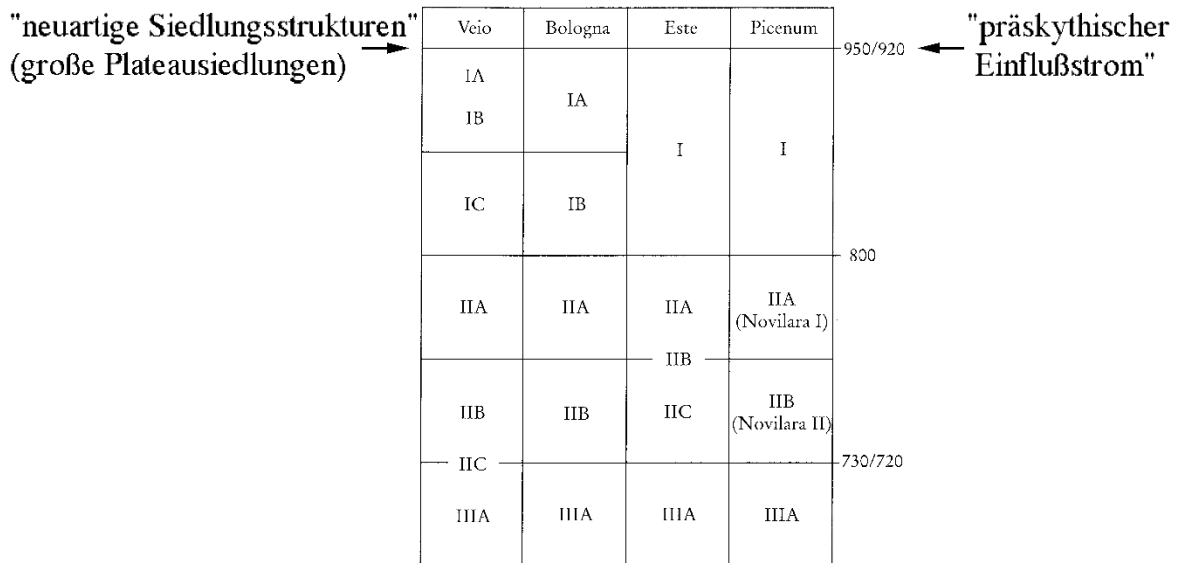 "neuartige Siedlungsstrukturen"
(große Plateausiedlungen)
Veio Bologna Este Picenum
950/920
"präskythischer
Einflußstrom"
IA
IA
IB
I I
IC IB
800
IIA IIA IIA IIA
(Novilara I)
IIB
IIB IIB IIC IIB
(Novilara II)
IIC
730/720
IIIA IIIA IIIA IIIA